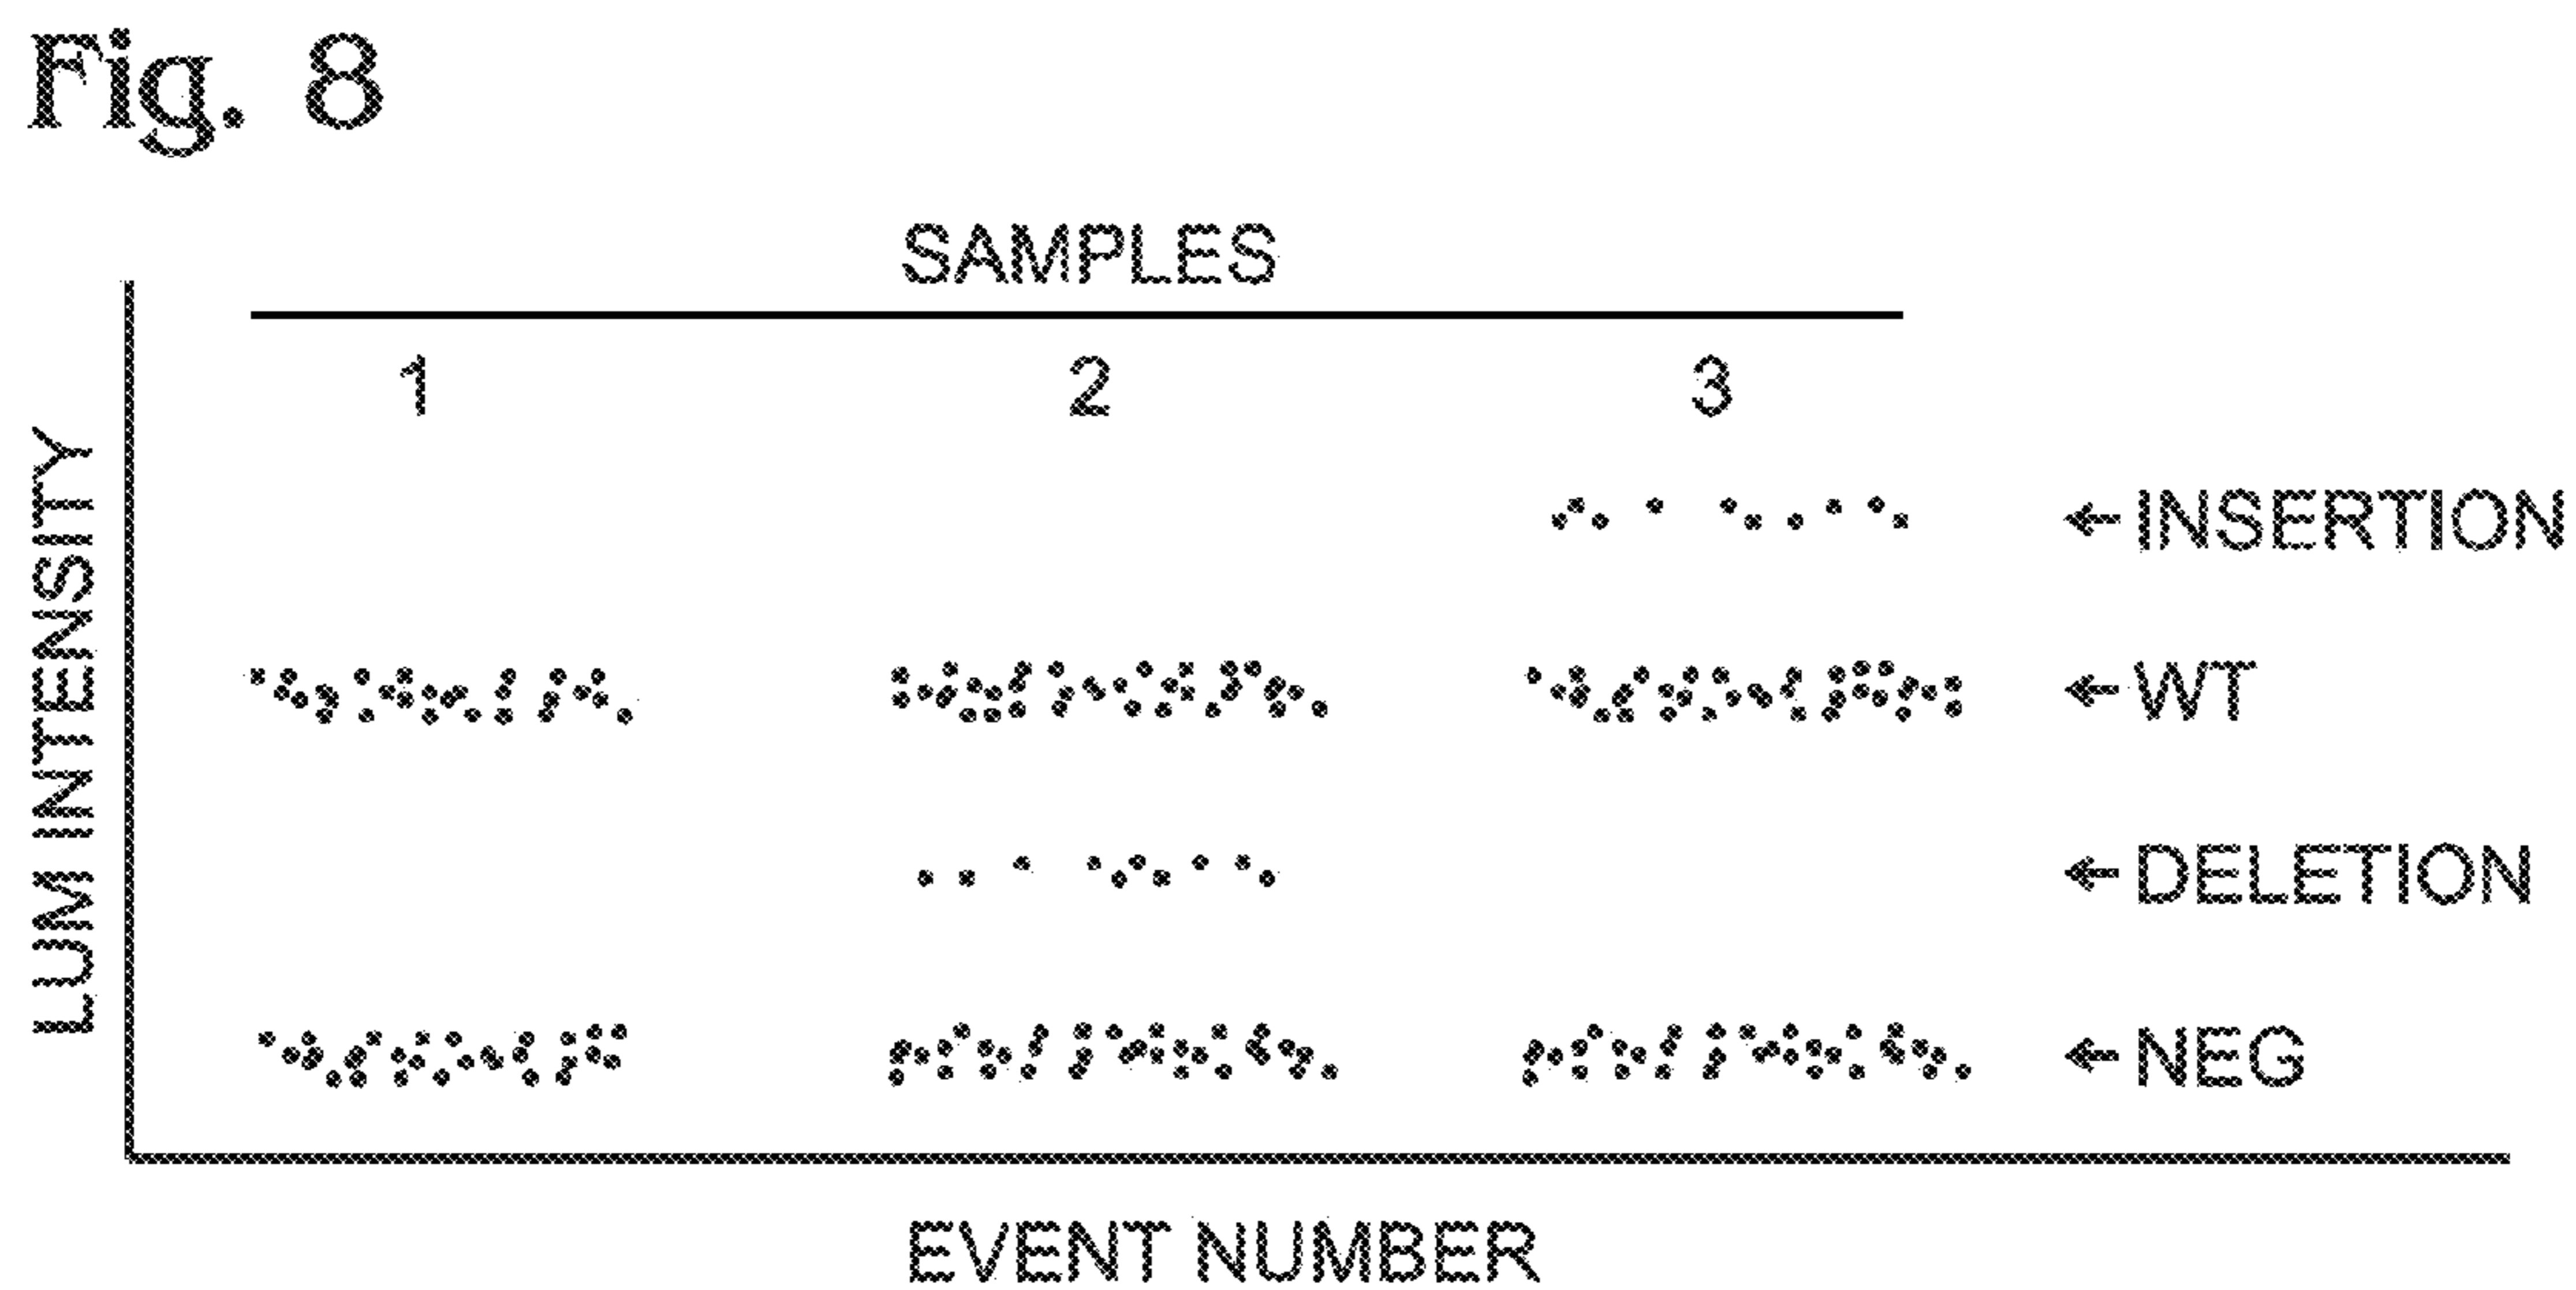 Fig. 8
SAMPLES
1 2 3
LUM INTENSITY
← INSERTION
← WT
← DELETION
← NEG
EVENT NUMBER